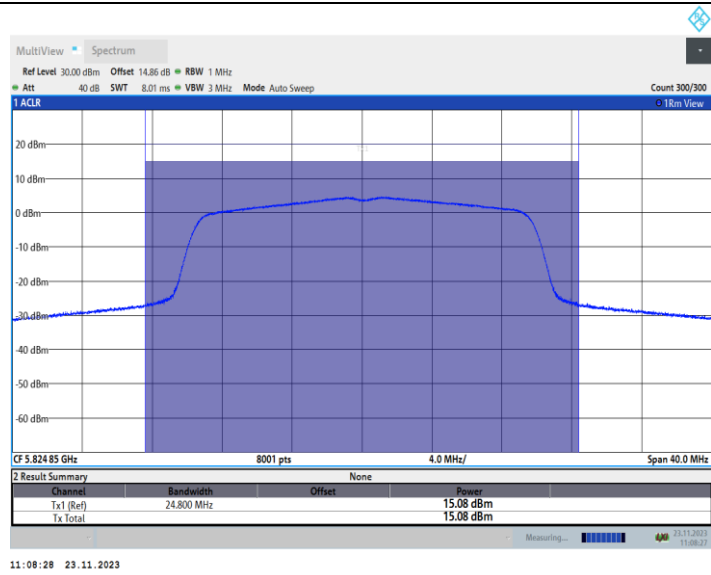 MultiView Spectrum
Ref Level 30.00 dBm Offset 14.86 dB RBW 1 MHz
Att 40 dB SWT 8.01 ms VBW 3 MHz Mode Auto Sweep Count 300/300
1 ACLR 1Rm View
20 dBm
10 dBm
0 dBm
-10 dBm
-20 dBm
-30 dBm
-40 dBm
-50 dBm
-60 dBm
CF 5.824 85 GHz 8001 pts 4.0 MHz/ Span 40.0 MHz
2 Result Summary None
Channel Bandwidth Offset Power
Tx1 (Ref) 24.800 MHz 15.08 dBm
Tx Total 15.08 dBm
Measuring... 23.11.2023
11:08:27
11:08:28 23.11.2023